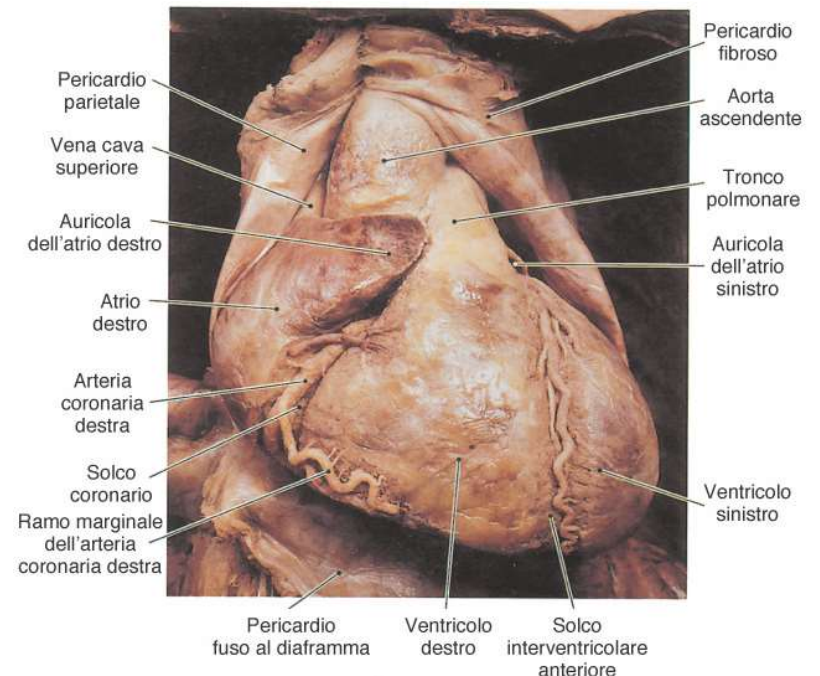 Pericardio
parietale
Vena cava
superiore
Auricola
dell'atrio destro
Atrio
destro
Arteria
coronaria
destra
Solco
coronario
Ramo marginale
dell'arteria
coronaria destra
Pericardio
fuso al diaframma
Ventricolo
destro
Solco
interventricolare
anteriore
Pericardio
fibroso
Aorta
ascendente
Tronco
polmonare
Auricola
dell'atrio
sinistro
Ventricolo
sinistro